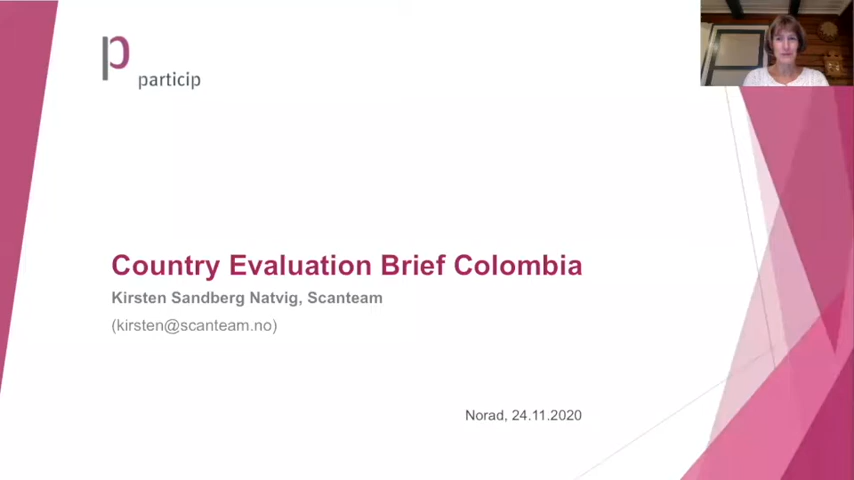 particip
Country Evaluation Brief Colombia
Kirsten Sandberg Natvig, Scanteam
(kirsten@scanteam.no)
Norad, 24.11.2020